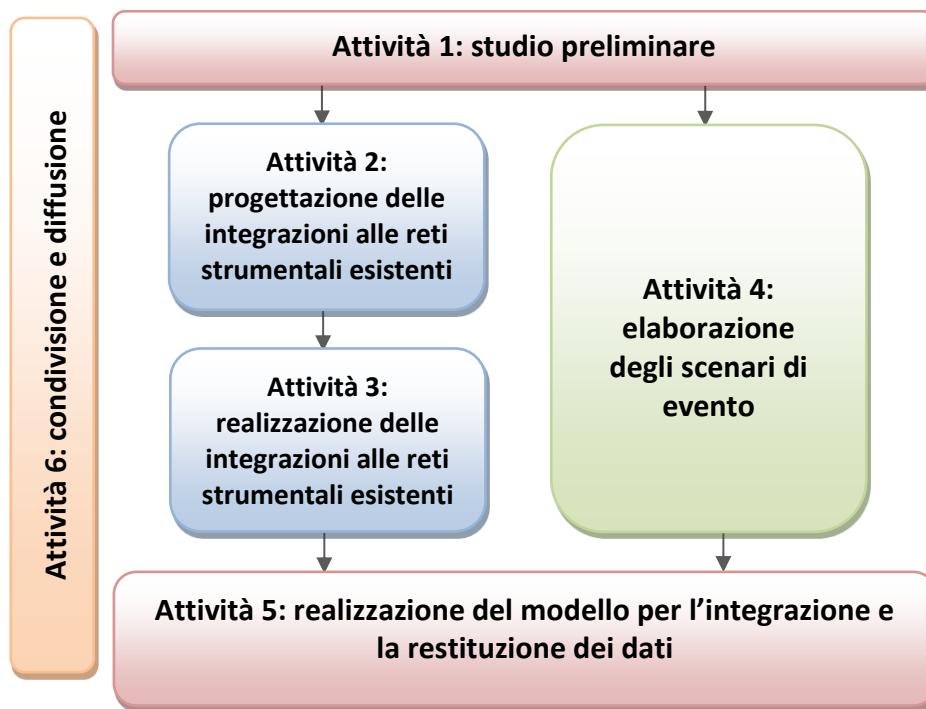 Attività 6: condivisione e diffusione
Attività 1: studio preliminare
Attività 2:
progettazione delle
integrazioni alle reti
strumentali esistenti
Attività 3:
realizzazione delle
integrazioni alle reti
strumentali esistenti
Attività 4:
elaborazione
degli scenari di
evento
Attività 5: realizzazione del modello per l’integrazione e
la restituzione dei dati